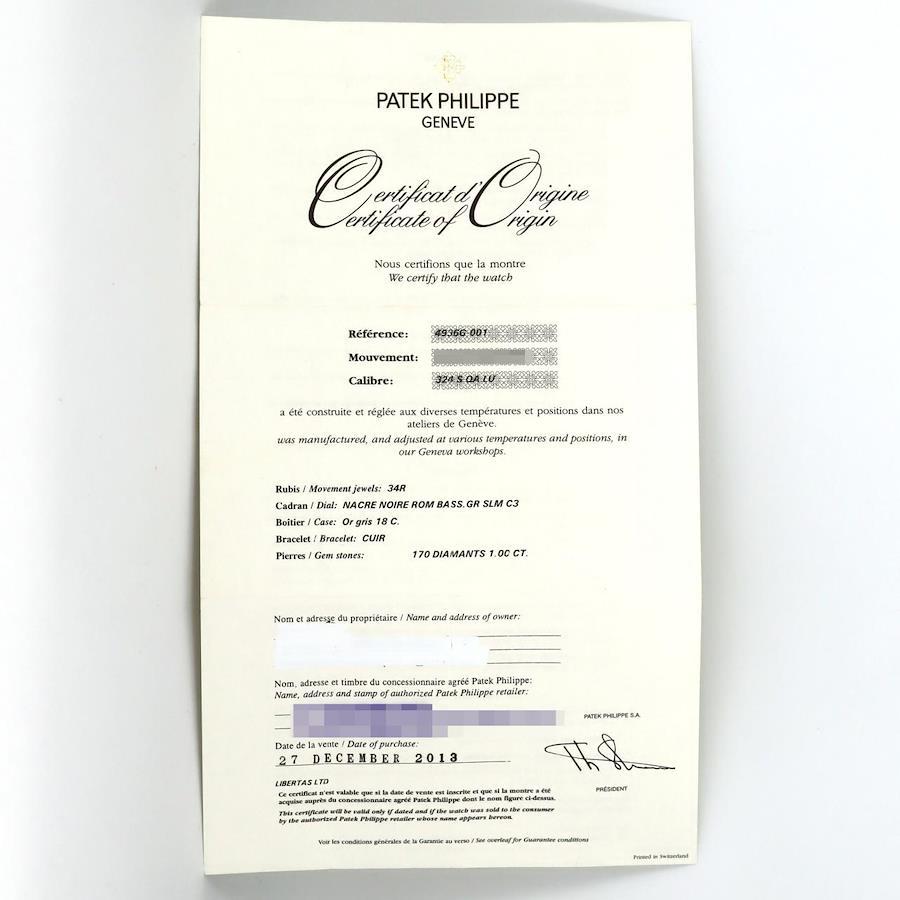 PATEK PHILIPPE
GENEVE
Certificat d'Origine
Certificate of Origin
Nous certifions que la montre
We certify that the watch
Référence: 4936G-001
Mouvement:
Calibre: 324 S QA LU
a été construite et réglée aux diverses températures et positions dans nos
ateliers de Genève.
was manufactured, and adjusted at various temperatures and positions, in
our Geneva workshops.
Rubis / Movement jewels: 34R
Cadran / Dial: NACRE NOIRE ROM BASS.GR SLM C3
Boîtier / Case: Or gris 18 C.
Bracelet / Bracelet: CUIR
Pierres / Gem stones: 170 DIAMANTS 1.00 CT.
Nom et adresse du propriétaire / Name and address of owner:
Nom, adresse et timbre du concessionnaire agréé Patek Philippe:
Name, address and stamp of authorized Patek Philippe retailer:
PATEK PHILIPPE S.A.
Date de la vente / Date of purchase:
27 DECEMBER 2013
PRÉSIDENT
LIBERTAS LTD
Ce certificat n'est valable que si la date de vente est inscrite et que si la montre a été
acquise auprès du concessionnaire agréé Patek Philippe dont le nom figure ci-dessus.
This certificate will be valid only if dated and if the watch was sold to the consumer
by the authorized Patek Philippe retailer whose name appears hereon.
Voir les conditions générales de la Garantie au verso / See overleaf for Guarantee conditions
Printed in Switzerland